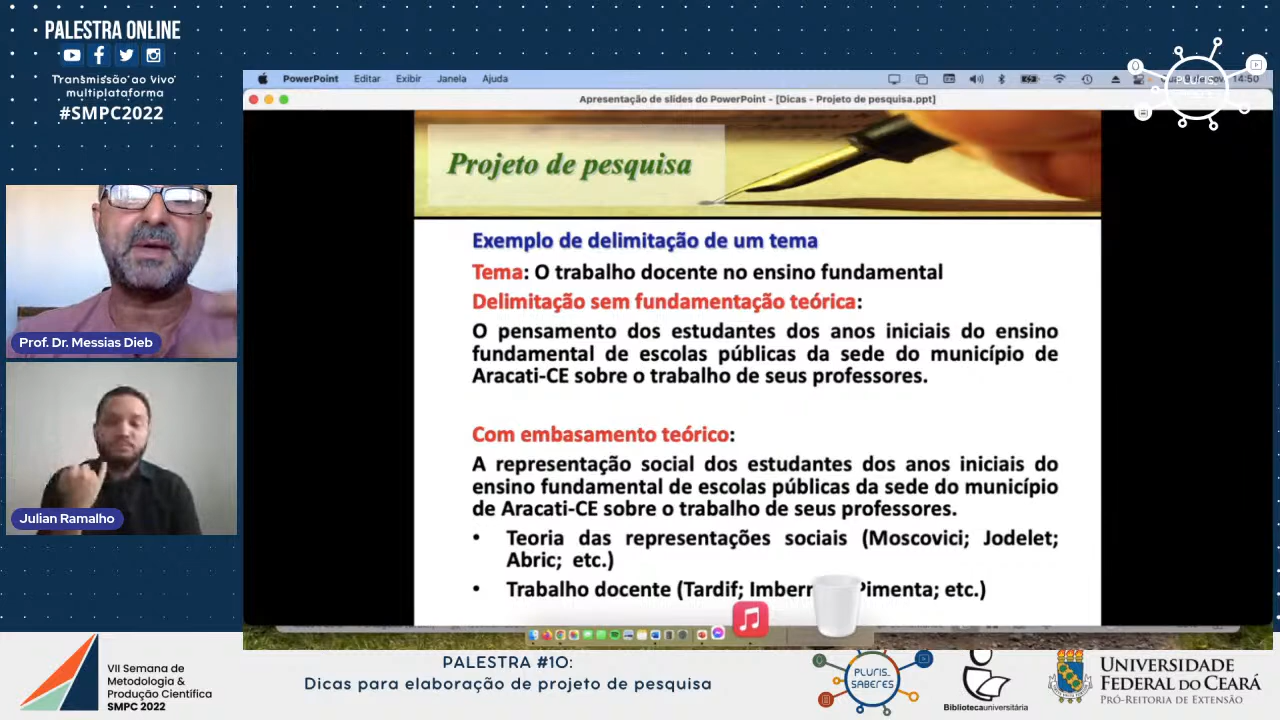 PALESTRA ONLINE
Transmissão ao Vivo
multiplataforma
#SMPC2022
PowerPoint Editar Exibir Janela Ajuda
14:50
PLURIS
Apresentação de slides do PowerPoint - [Dicas - Projeto de pesquisa.ppt]
Projeto de pesquisa
Exemplo de delimitação de um tema
Tema: O trabalho docente no ensino fundamental
Delimitação sem fundamentação teórica:
O pensamento dos estudantes dos anos iniciais do ensino
fundamental de escolas públicas da sede do município de
Aracati-CE sobre o trabalho de seus professores.
Com embasamento teórico:
A representação social dos estudantes dos anos iniciais do
ensino fundamental de escolas públicas da sede do município
de Aracati-CE sobre o trabalho de seus professores.
• Teoria das representações sociais (Moscovici; Jodelet;
Abric; etc.)
• Trabalho docente (Tardif; Pimenta; etc.)
Prof. Dr. Messias Dieb
Julian Ramalho
VII Semana de
Metodologia &
Produção Científica
SMPC 2022
PALESTRA #10:
Dicas para elaboração de projeto de pesquisa
PLURIS_
SABERES
Bibliotecauniversitária
UNIVERSIDADE
FEDERAL DO CEARÁ
PRÓ-REITORIA DE EXTENSÃO